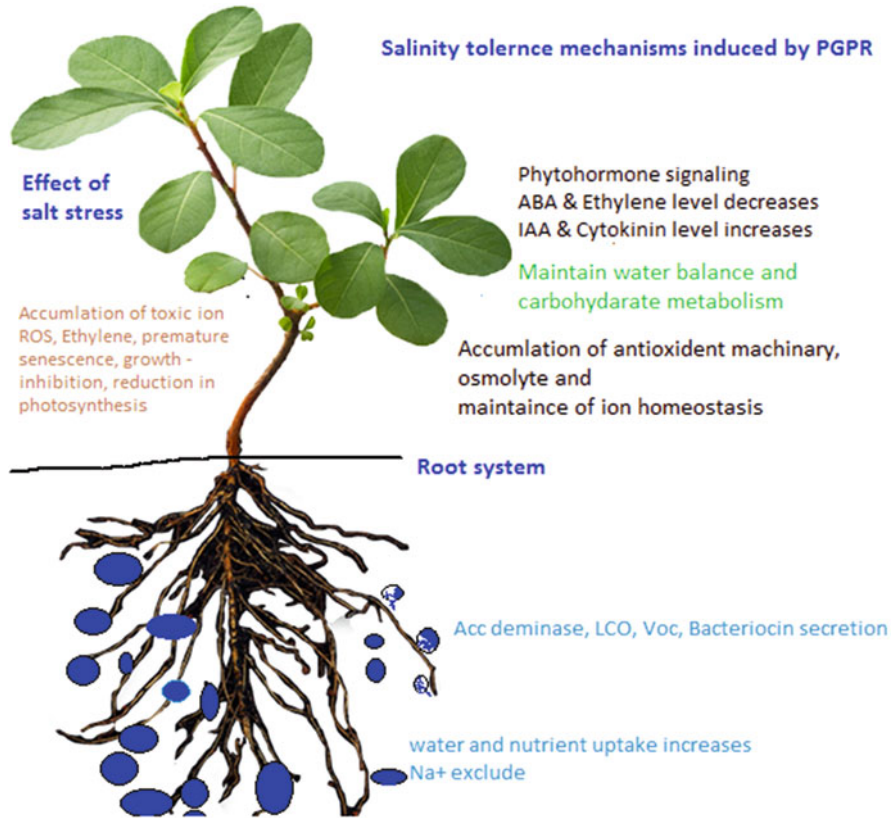 Salinity tolernce mechanisms induced by PGPR
Effect of
salt stress
Phytohormone signaling
ABA & Ethylene level decreases
IAA & Cytokinin level increases
Maintain water balance and
carbohydarate metabolism
Accumlation of toxic ion
ROS, Ethylene, premature
senescence, growth -
inhibition, reduction in
photosynthesis
Accumlation of antioxident machinary,
osmolyte and
maintaince of ion homeostasis
Root system
Acc deminase, LCO, Voc, Bacteriocin secretion
water and nutrient uptake increases
Na+ exclude